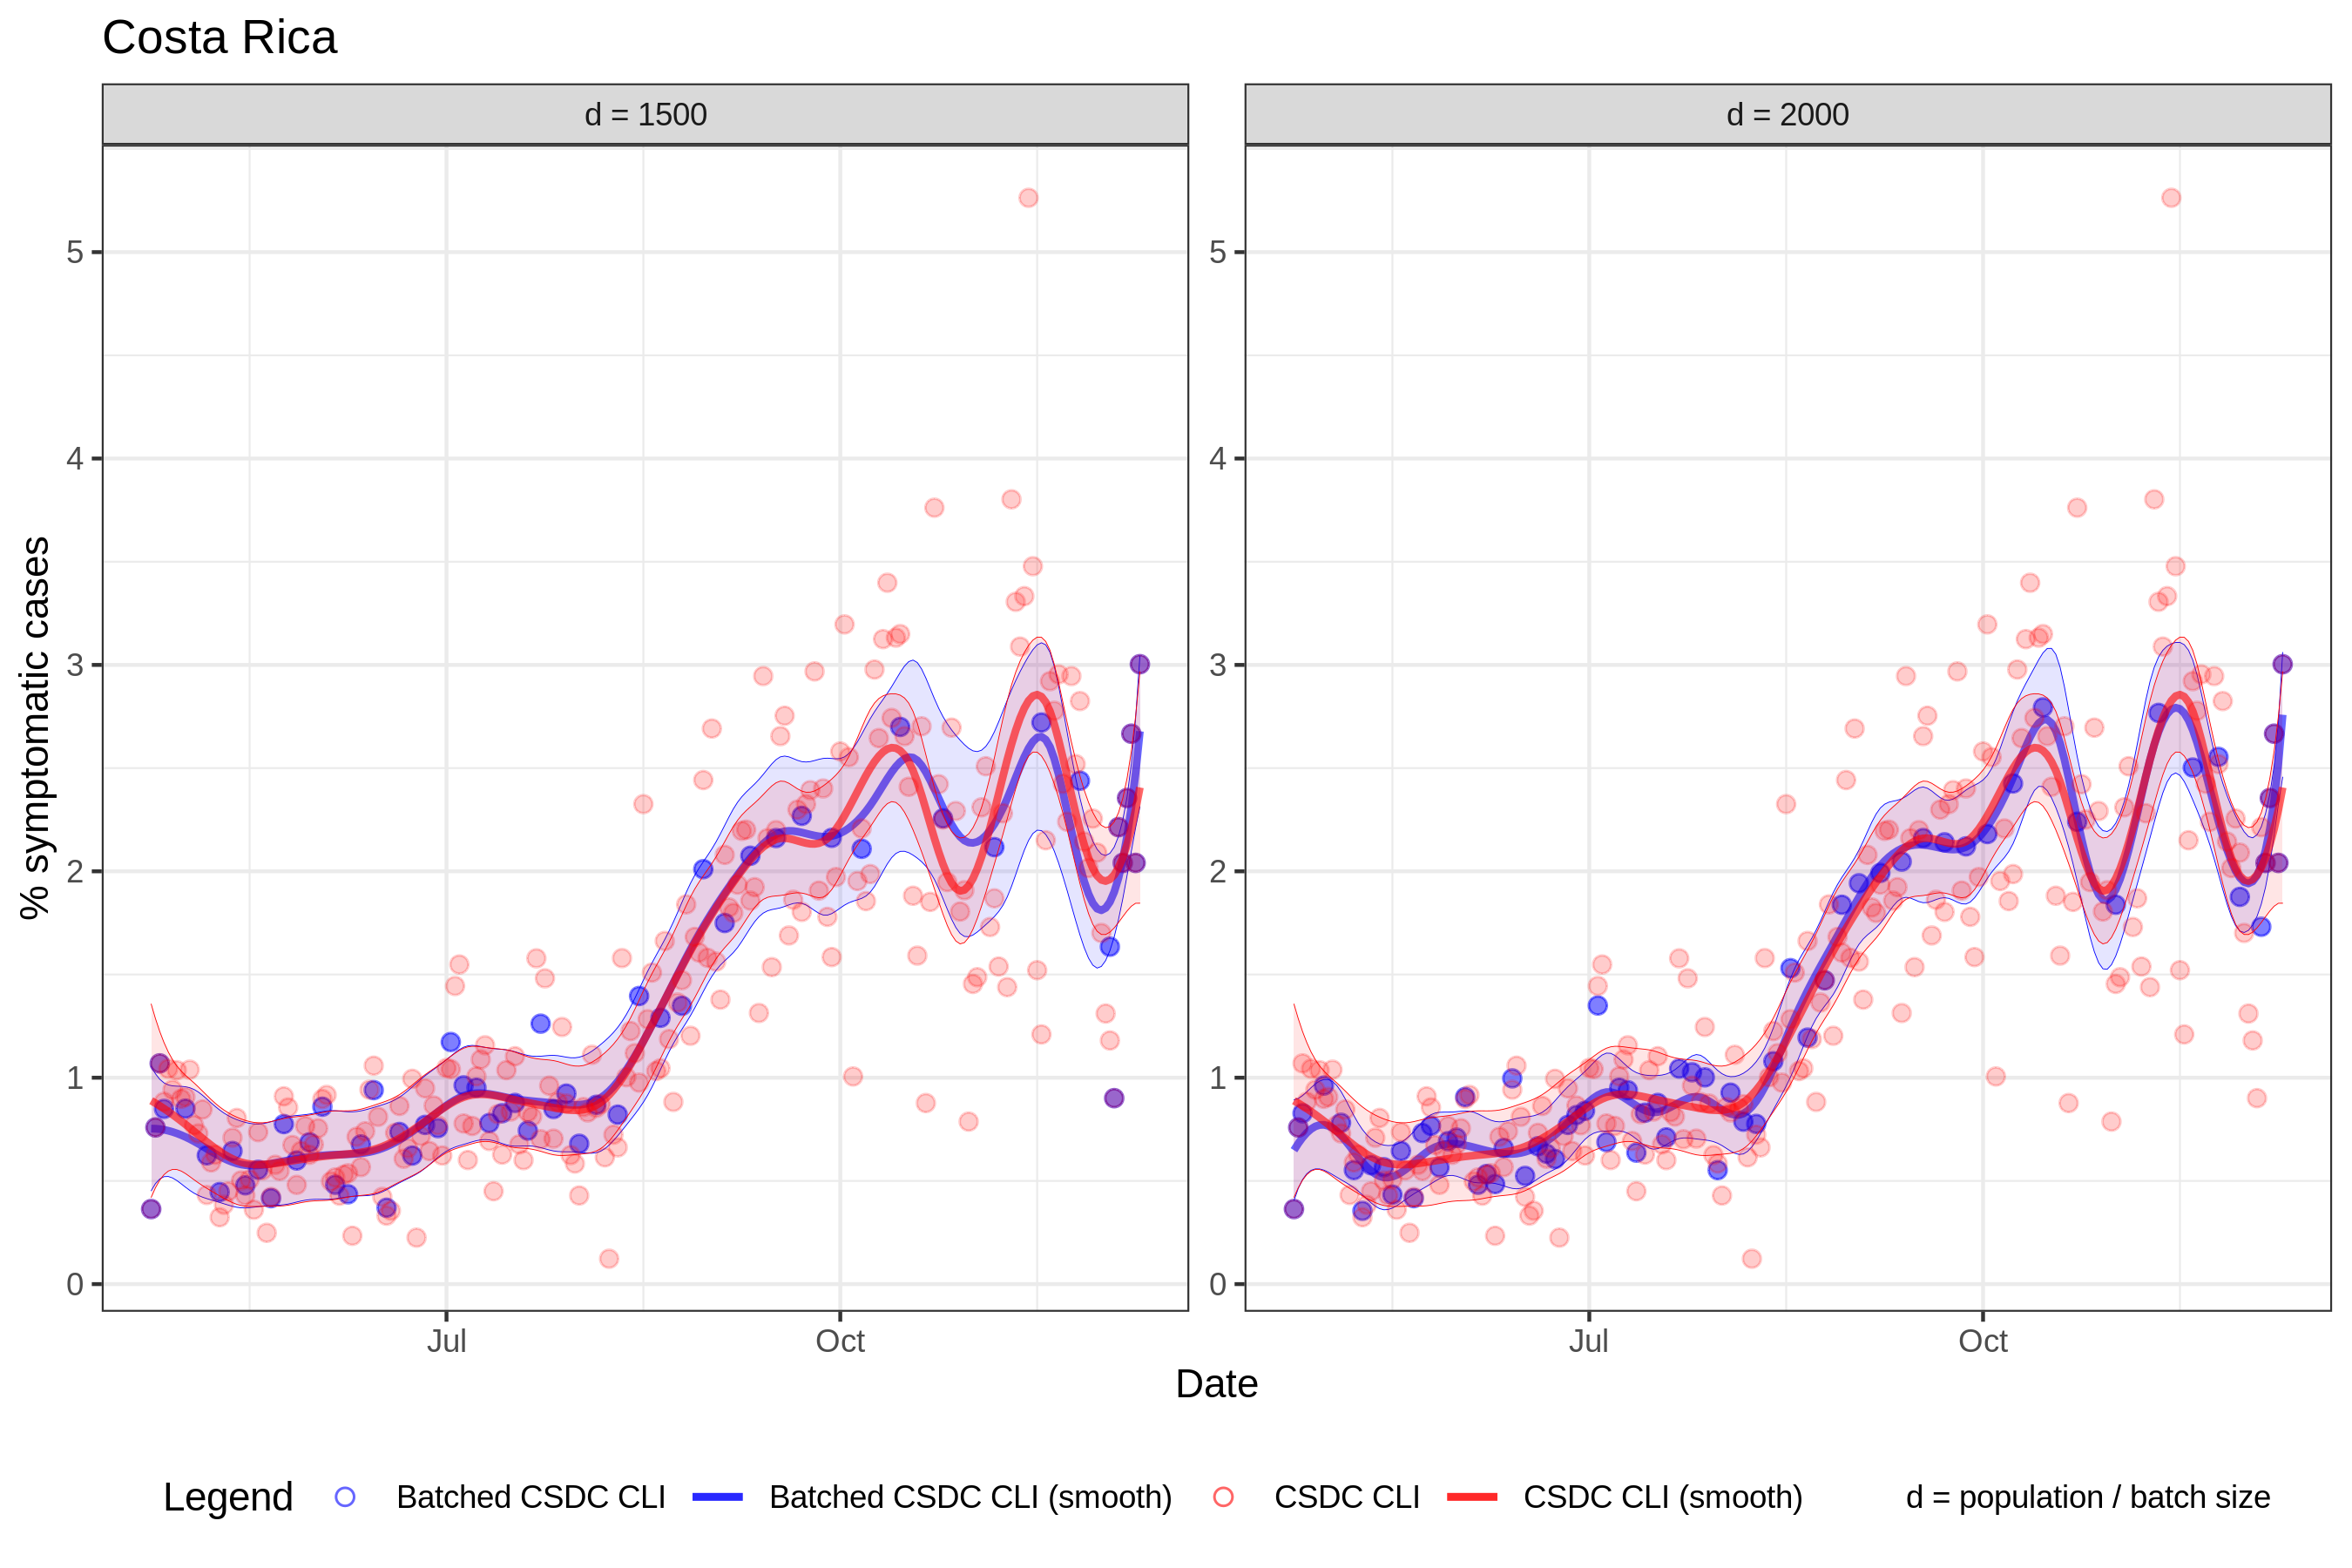 Costa Rica
d = 1500
d = 2000
% symptomatic cases
5
4
3
2
1
0
5
4
3
2
1
0
Jul
Oct
Jul
Oct
Date
Legend
Batched CSDC CLI
Batched CSDC CLI (smooth)
CSDC CLI
CSDC CLI (smooth)
d = population / batch size